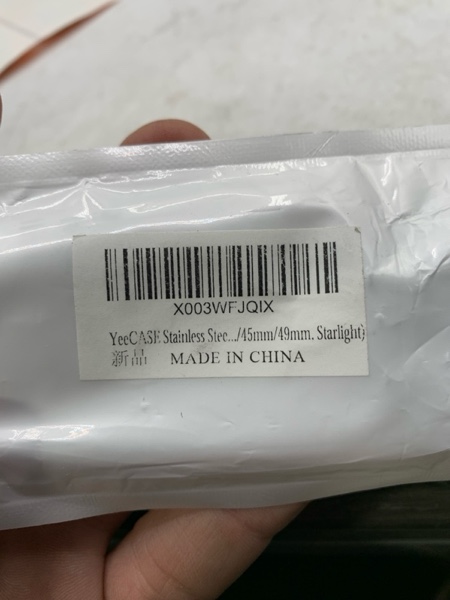 X003WFJQIX
YeeCASE Stainless Stee.../45mm/49mm. Starlight)
新品 MADE IN CHINA